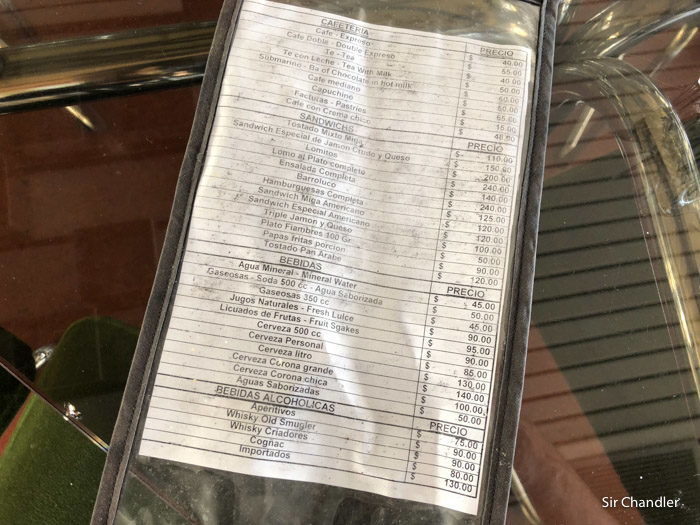 CAFETERIA PRECIO
Cafe - Expreso $ 40.00
Cafe Doble - Double Expreso $ 55.00
Te - Tea $ 40.00
Te con Leche - Tea With Milk $ 50.00
Submarino - Ba of Chocolate in hot milk $ 50.00
Cafe mediano $ 50.00
Capuchino $ 65.00
Facturas - Pastries $ 15.00
Cafe con Crema chico $
SANDWICHS PRECIO
Tostado Mixto Miga $ 110.00
Sandwich Especial de Jamon Crudo y Queso $ 150.00
Lomitos $ 200.00
Lomo al Plato completo $ 240.00
Ensalada Completa $ 140.00
Barroluco $ 240.00
Hamburguesas Completa $ 125.00
Sandwich Miga Americano $ 120.00
Sandwich Especial Americano $ 120.00
Triple Jamon y Queso $ 100.00
Plato Fiambres 100 Gr $ 50.00
Papas fritas porcion $ 90.00
Tostado Pan Arabe $ 120.00
BEBIDAS PRECIO
Agua Mineral - Mineral Water $ 45.00
Gaseosas - Soda 500 cc - Agua Saborizada $ 50.00
Gaseosas 350 cc $ 45.00
Jugos Naturales - Fresh Luice $ 90.00
Licuados de Frutas - Fruit Sgakes $ 95.00
Cerveza 500 cc $ 90.00
Cerveza Personal $ 85.00
Cerveza litro $ 130.00
Cerveza Corona grande $ 140.00
Cerveza Corona chica $ 100.00
Aguas Saborizadas $ 50.00
BEBIDAS ALCOHOLICAS PRECIO
Aperitivos $ 75.00
Whisky Old Smugler $ 90.00
Whisky Criadores $ 90.00
Cognac $ 80.00
Importados $ 130.00
Sir Chandler